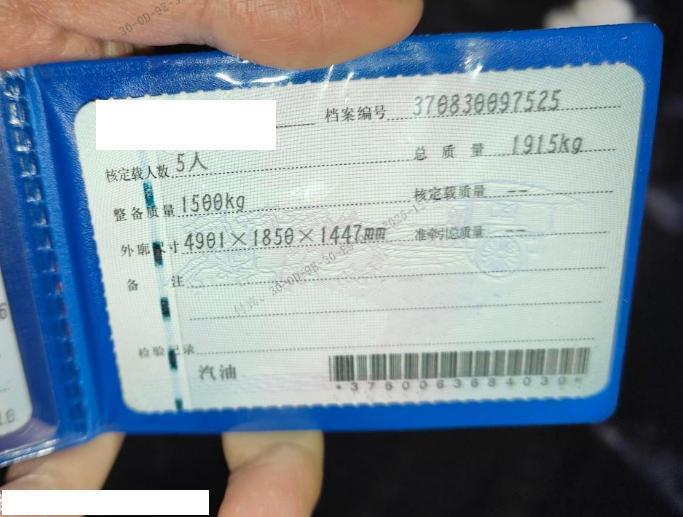 档案编号 370830097525
核定载人数 5人 总质量 1915kg
整备质量 1500kg 核定载质量 --
外廓尺寸 4901×1850×1447mm 准牵引总质量 --
备注
检验记录
汽油
*3760063684030*